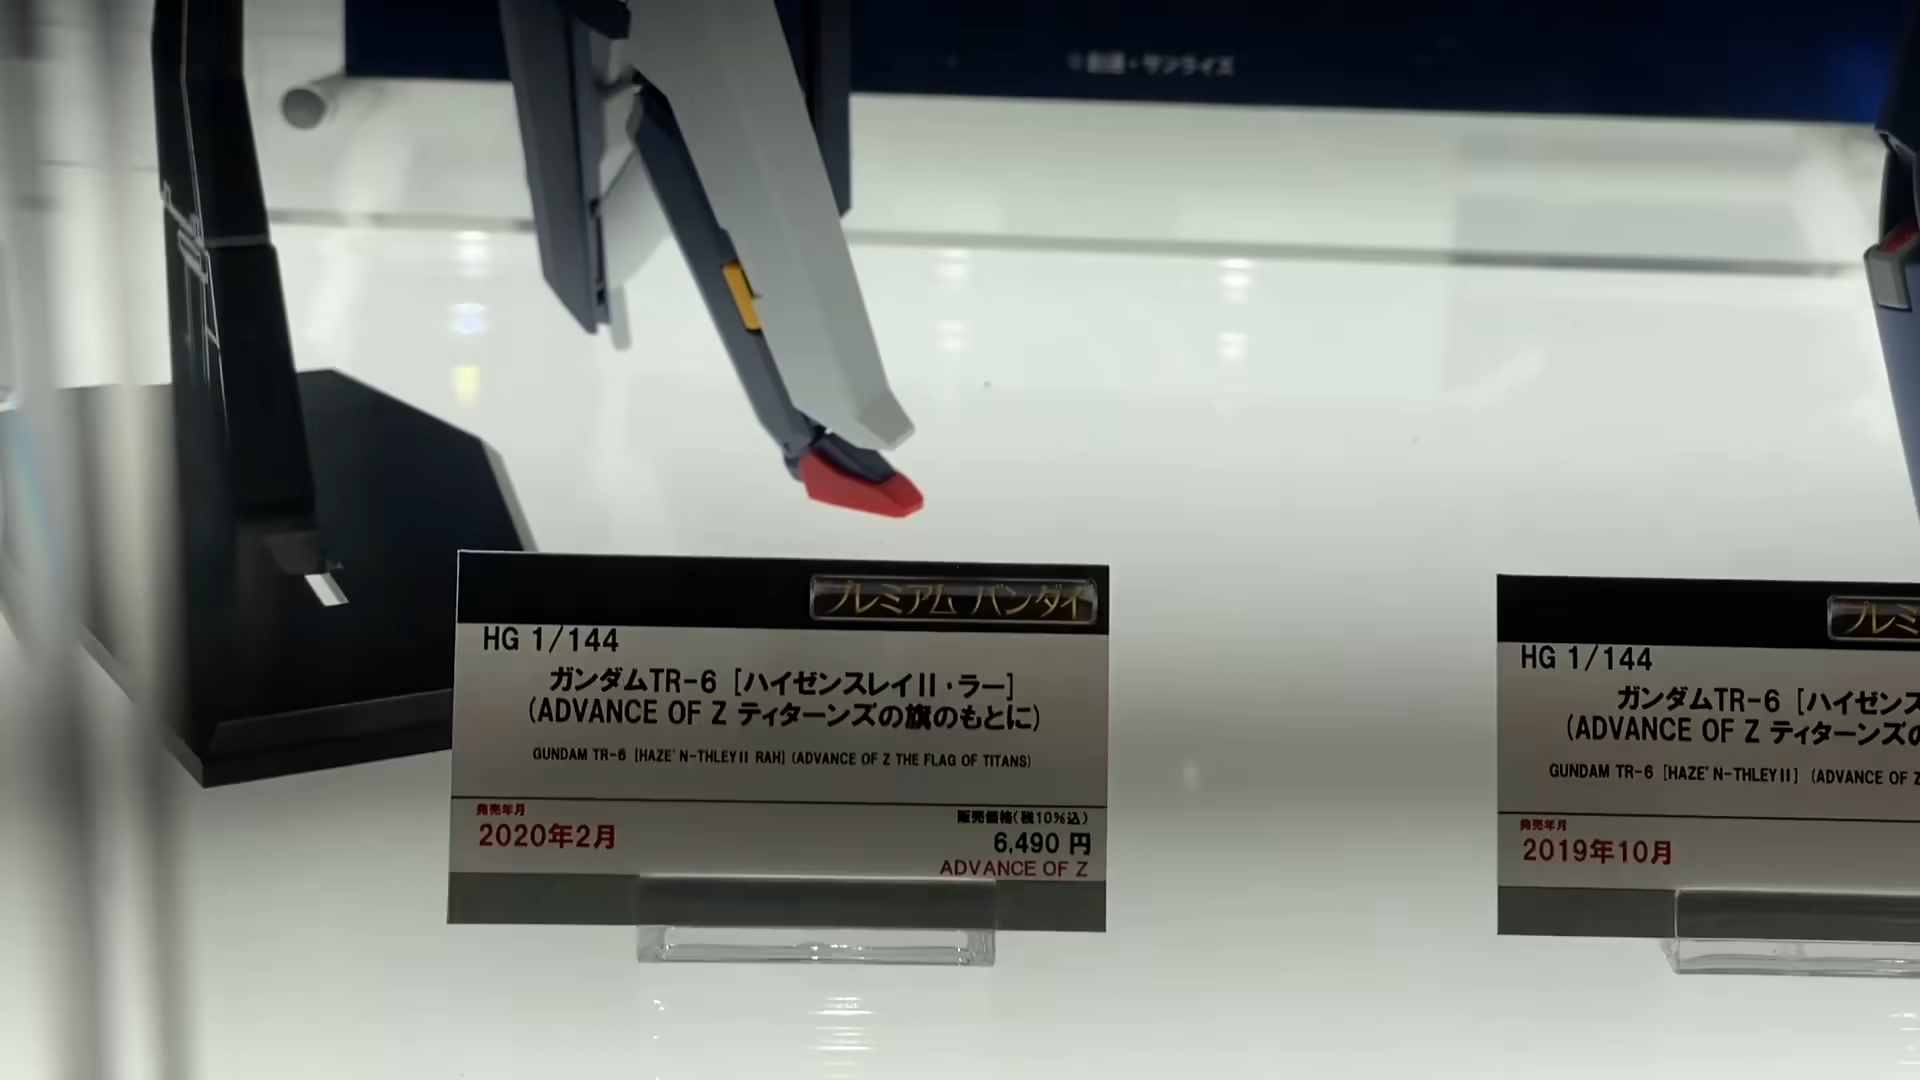 ・サンライズ
プレミアム バンダイ
HG 1/144
ガンダムTR-6 [ハイゼンスレイⅡ・ラー]
(ADVANCE OF Z ティターンズの旗のもとに)
GUNDAM TR-6 [HAZE'N-THLEYⅡ RAH] (ADVANCE OF Z THE FLAG OF TITANS)
発売年月
2020年2月
販売価格(税10%込)
6,490 円
ADVANCE OF Z
プレミ
HG 1/144
ガンダムTR-6 [ハイゼンス
(ADVANCE OF Z ティターンズの
GUNDAM TR-6 [HAZE'N-THLEYⅡ] (ADVANCE OF Z
発売年月
2019年10月